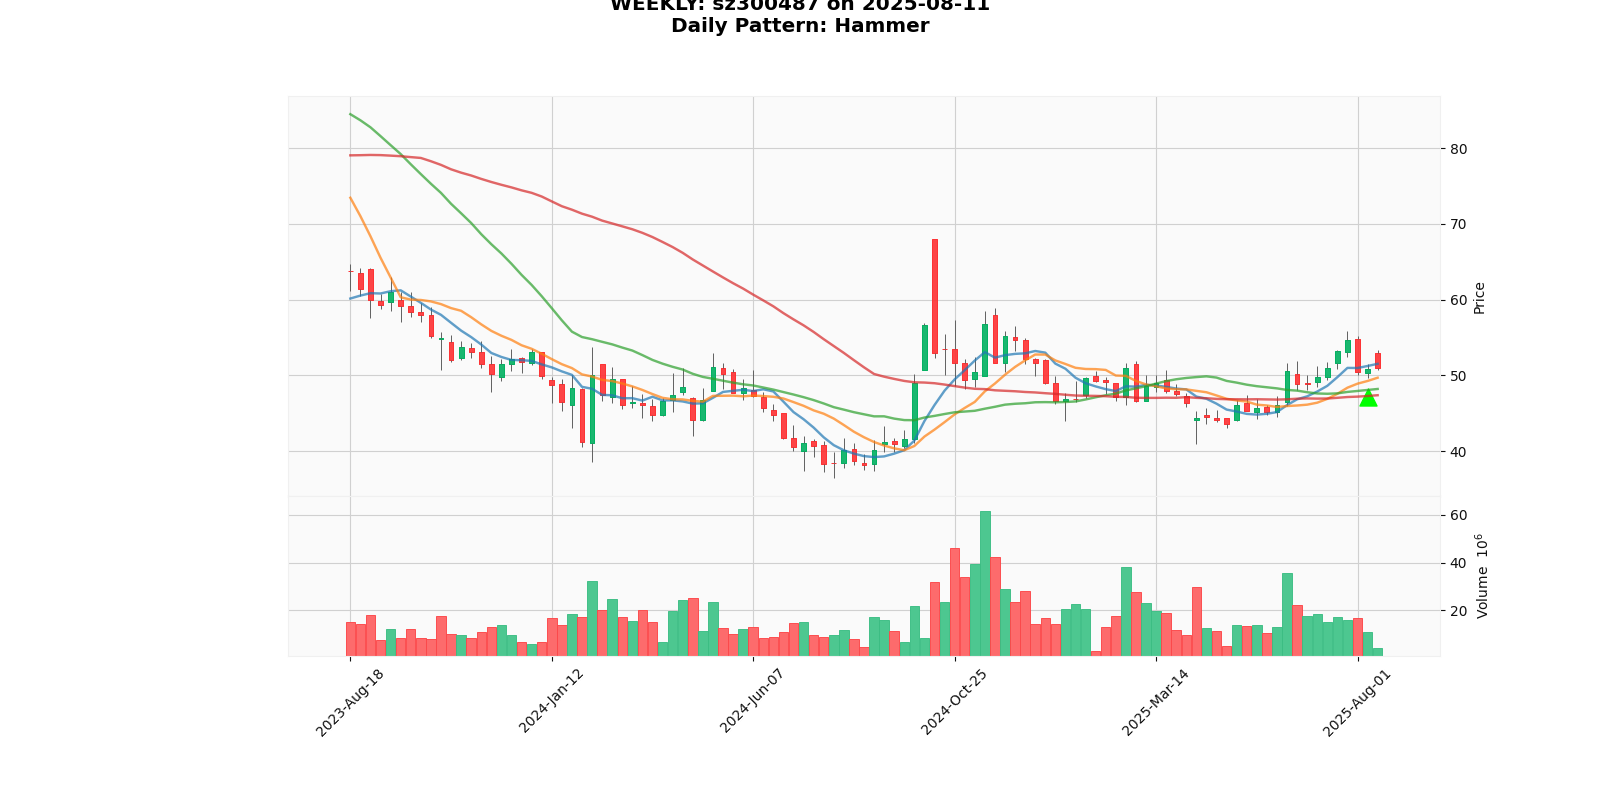 WEEKLY: sz300487 on 2025-08-11
Daily Pattern: Hammer
80
70
60
50
40
Price
60
40
20
Volume 10^6
2023-Aug-18
2024-Jan-12
2024-Jun-07
2024-Oct-25
2025-Mar-14
2025-Aug-01